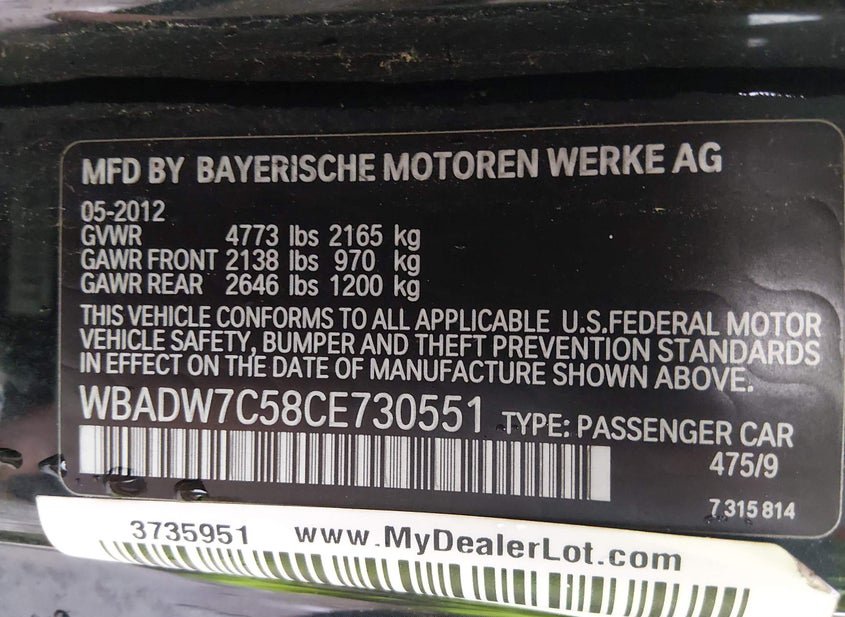 MFD BY BAYERISCHE MOTOREN WERKE AG
05-2012
GVWR 4773 lbs 2165 kg
GAWR FRONT 2138 lbs 970 kg
GAWR REAR 2646 lbs 1200 kg
THIS VEHICLE CONFORMS TO ALL APPLICABLE U.S.FEDERAL MOTOR
VEHICLE SAFETY, BUMPER AND THEFT PREVENTION STANDARDS
IN EFFECT ON THE DATE OF MANUFACTURE SHOWN ABOVE.
WBADW7C58CE730551 TYPE: PASSENGER CAR
475/9
7 315 814
3735951 www.MyDealerLot.com